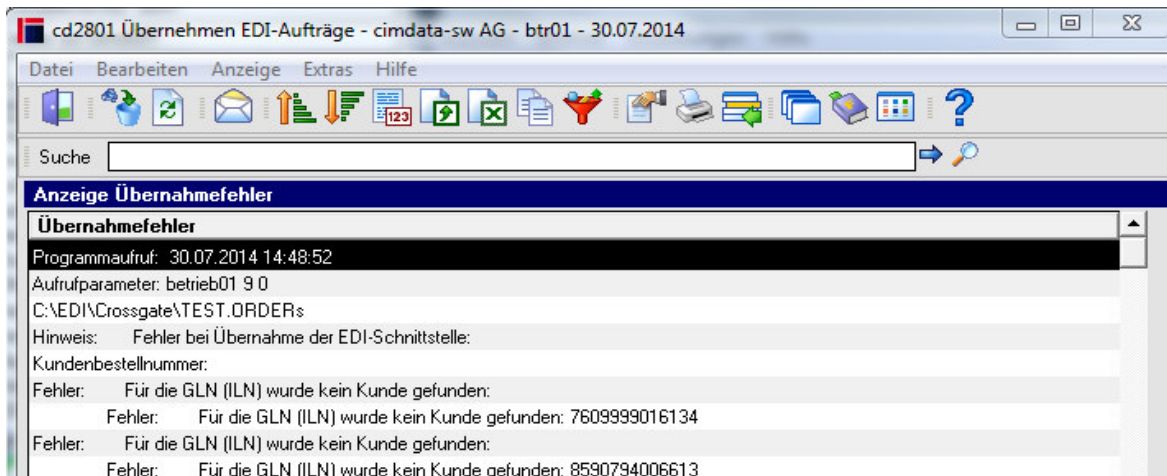 cd2801 Übernehmen EDI-Aufträge - cimdata-sw AG - btr01 - 30.07.2014
Datei Bearbeiten Anzeige Extras Hilfe
123
Suche
Anzeige Übernahmefehler
Übernahmefehler
Programmaufruf: 30.07.2014 14:48:52
Aufrufparameter: betrieb01 9 0
C:\EDI\Crossgate\TEST.ORDERs
Hinweis: Fehler bei Übernahme der EDI-Schnittstelle:
Kundenbestellnummer:
Fehler: Für die GLN (ILN) wurde kein Kunde gefunden:
Fehler: Für die GLN (ILN) wurde kein Kunde gefunden: 7609999016134
Fehler: Für die GLN (ILN) wurde kein Kunde gefunden:
Fehler: Für die GLN (ILN) wurde kein Kunde gefunden: 8590794006613